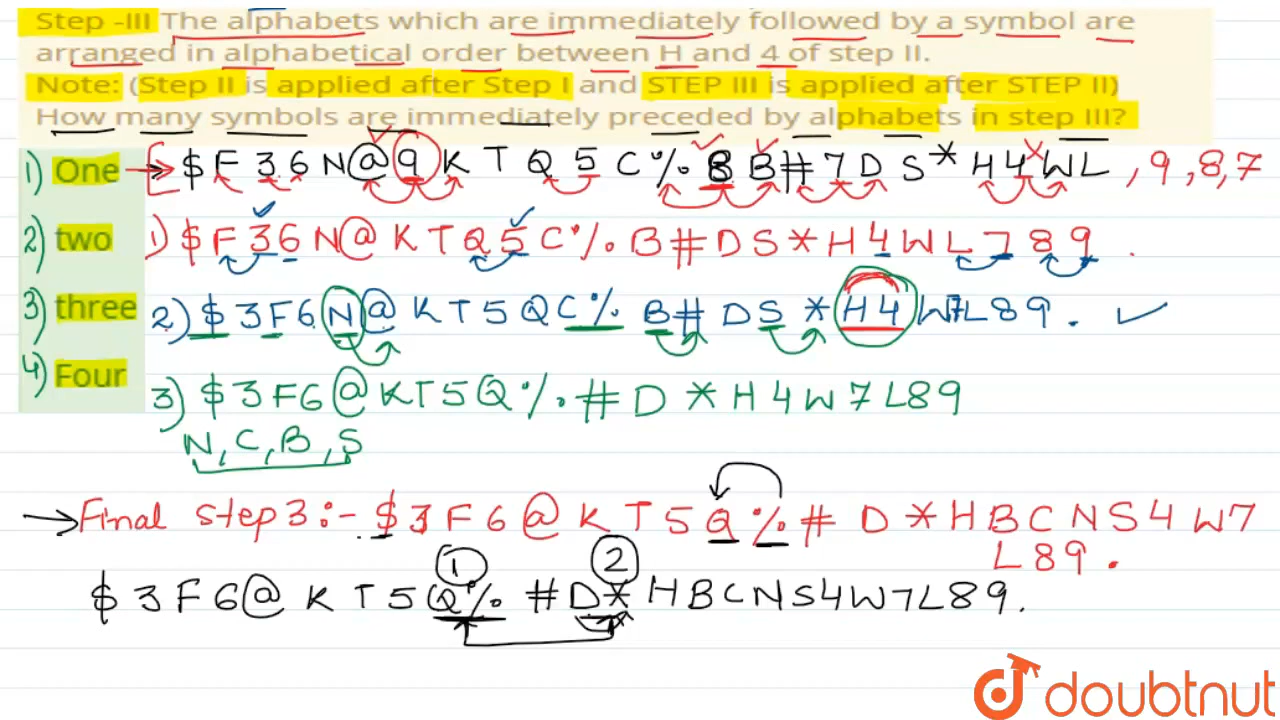 Step -III The alphabets which are immediately followed by a symbol are
arranged in alphabetical order between H and 4 of step II.
Note: (Step II is applied after Step I and STEP III is applied after STEP II)
How many symbols are immediately preceded by alphabets in step III?
1) One → $ F 3 6 N @ 9 K T Q 5 C % 8 B # 7 D S * H 4 W L , 9, 8, 7
2) two 1) $ F 3 6 N @ K T Q 5 C % B # D S * H 4 W L 7 8 9 .
3) three 2) $ 3 F 6 N @ K T 5 Q C % B # D S * H 4 W 7 L 8 9 .
4) Four 3) $ 3 F 6 @ K T 5 Q % # D * H 4 W 7 L 8 9
N, C, B, S
→ Final step 3 :- $ 3 F 6 @ K T 5 Q % # D * H B C N S 4 W 7
L 8 9 .
1 2
$ 3 F 6 @ K T 5 Q % # D * H B C N S 4 W 7 L 8 9 .
doubtnut